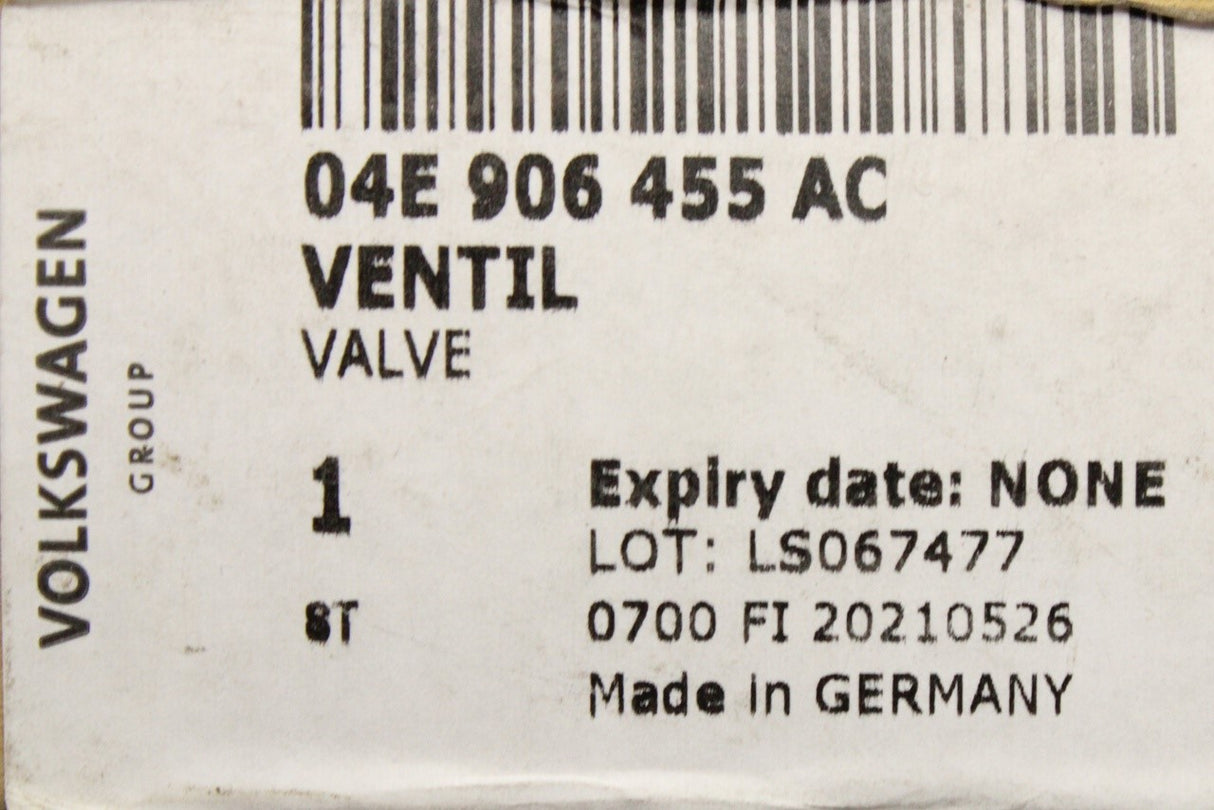 04E 906 455 AC
VENTIL
VALVE
1
Expiry date: NONE
LOT: LS067477
ST
0700 FI 20210526
Made in GERMANY
VOLKSWAGEN
GROUP